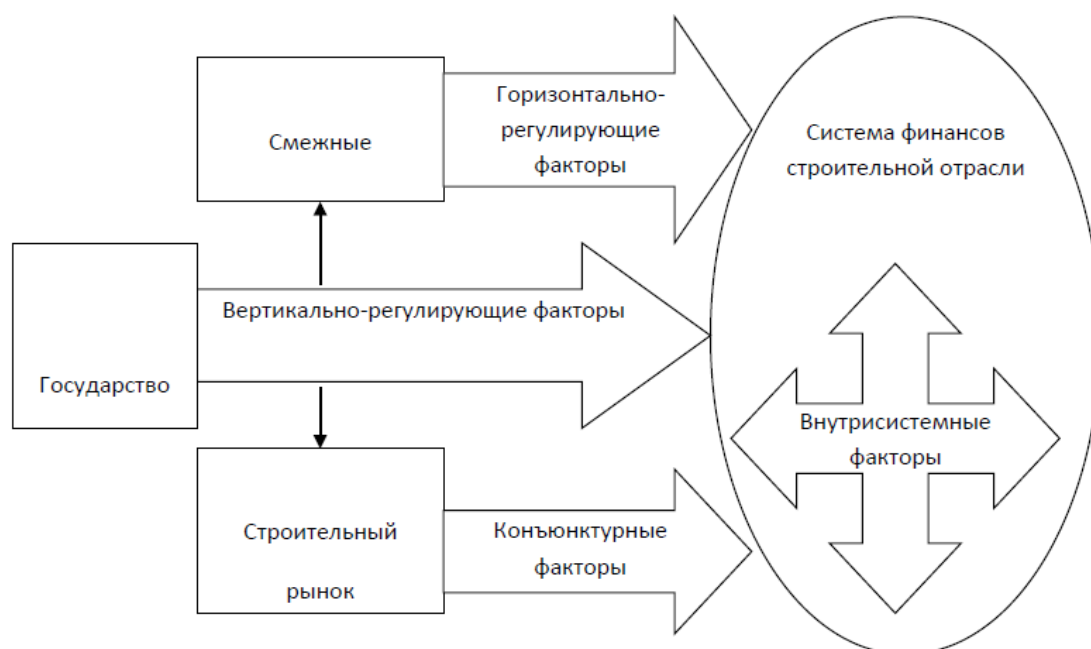 Смежные
Горизонтально-
регулирующие
факторы
Система финансов
строительной отрасли
Государство
Вертикально-регулирующие факторы
Внутрисистемные
факторы
Строительный
рынок
Конъюнктурные
факторы